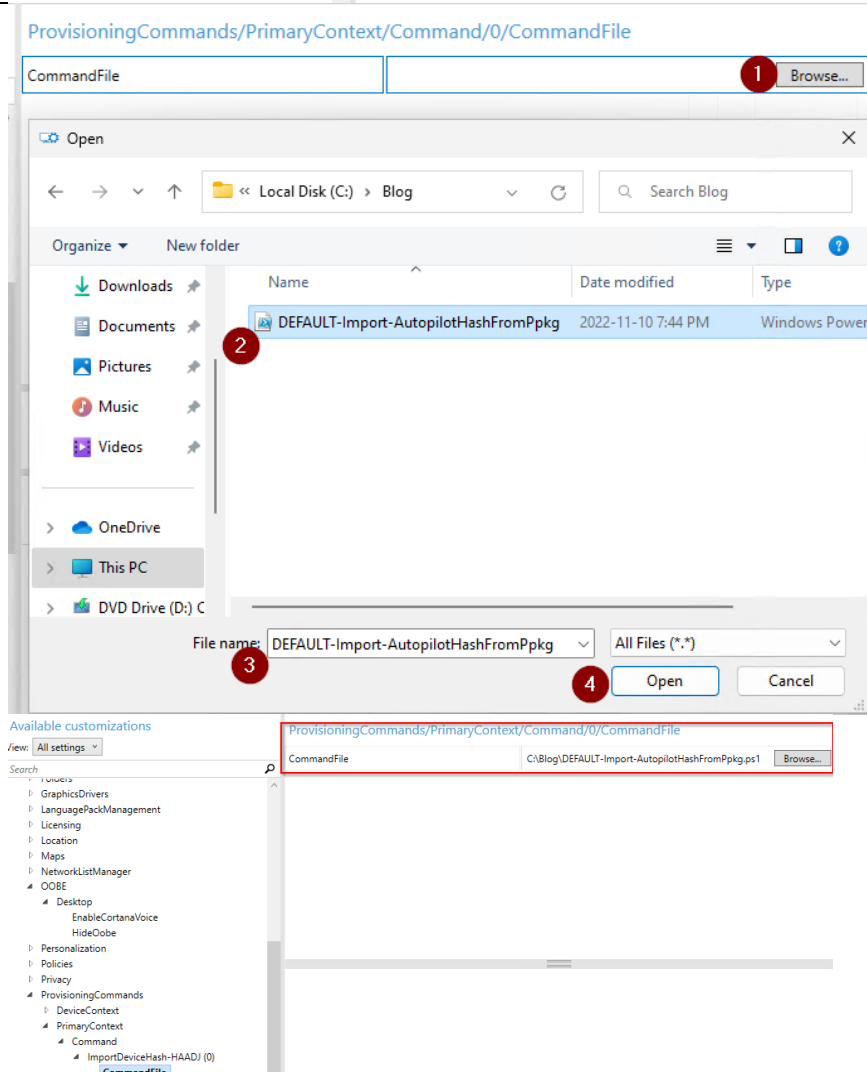 ProvisioningCommands/PrimaryContext/Command/0/CommandFile
CommandFile 1 Browse...
Open
« Local Disk (C:) > Blog Search Blog
Organize New folder ?
Name Date modified Type
Downloads
Documents
DEFAULT-Import-AutopilotHashFromPpkg 2022-11-10 7:44 PM Windows Power
2
Pictures
Music
Videos
OneDrive
This PC
DVD Drive (D:) C
File name: DEFAULT-Import-AutopilotHashFromPpkg All Files (*.*)
3
4 Open Cancel
Available customizations
View: All settings
Search
ProvisioningCommands/PrimaryContext/Command/0/CommandFile
CommandFile C:\Blog\DEFAULT-Import-AutopilotHashFromPpkg.ps1 Browse...
Folders
GraphicsDrivers
LanguagePackManagement
Licensing
Location
Maps
NetworkListManager
OOBE
Desktop
EnableCortanaVoice
HideOobe
Personalization
Policies
Privacy
ProvisioningCommands
DeviceContext
PrimaryContext
Command
ImportDeviceHash-HAADJ (0)
CommandFile